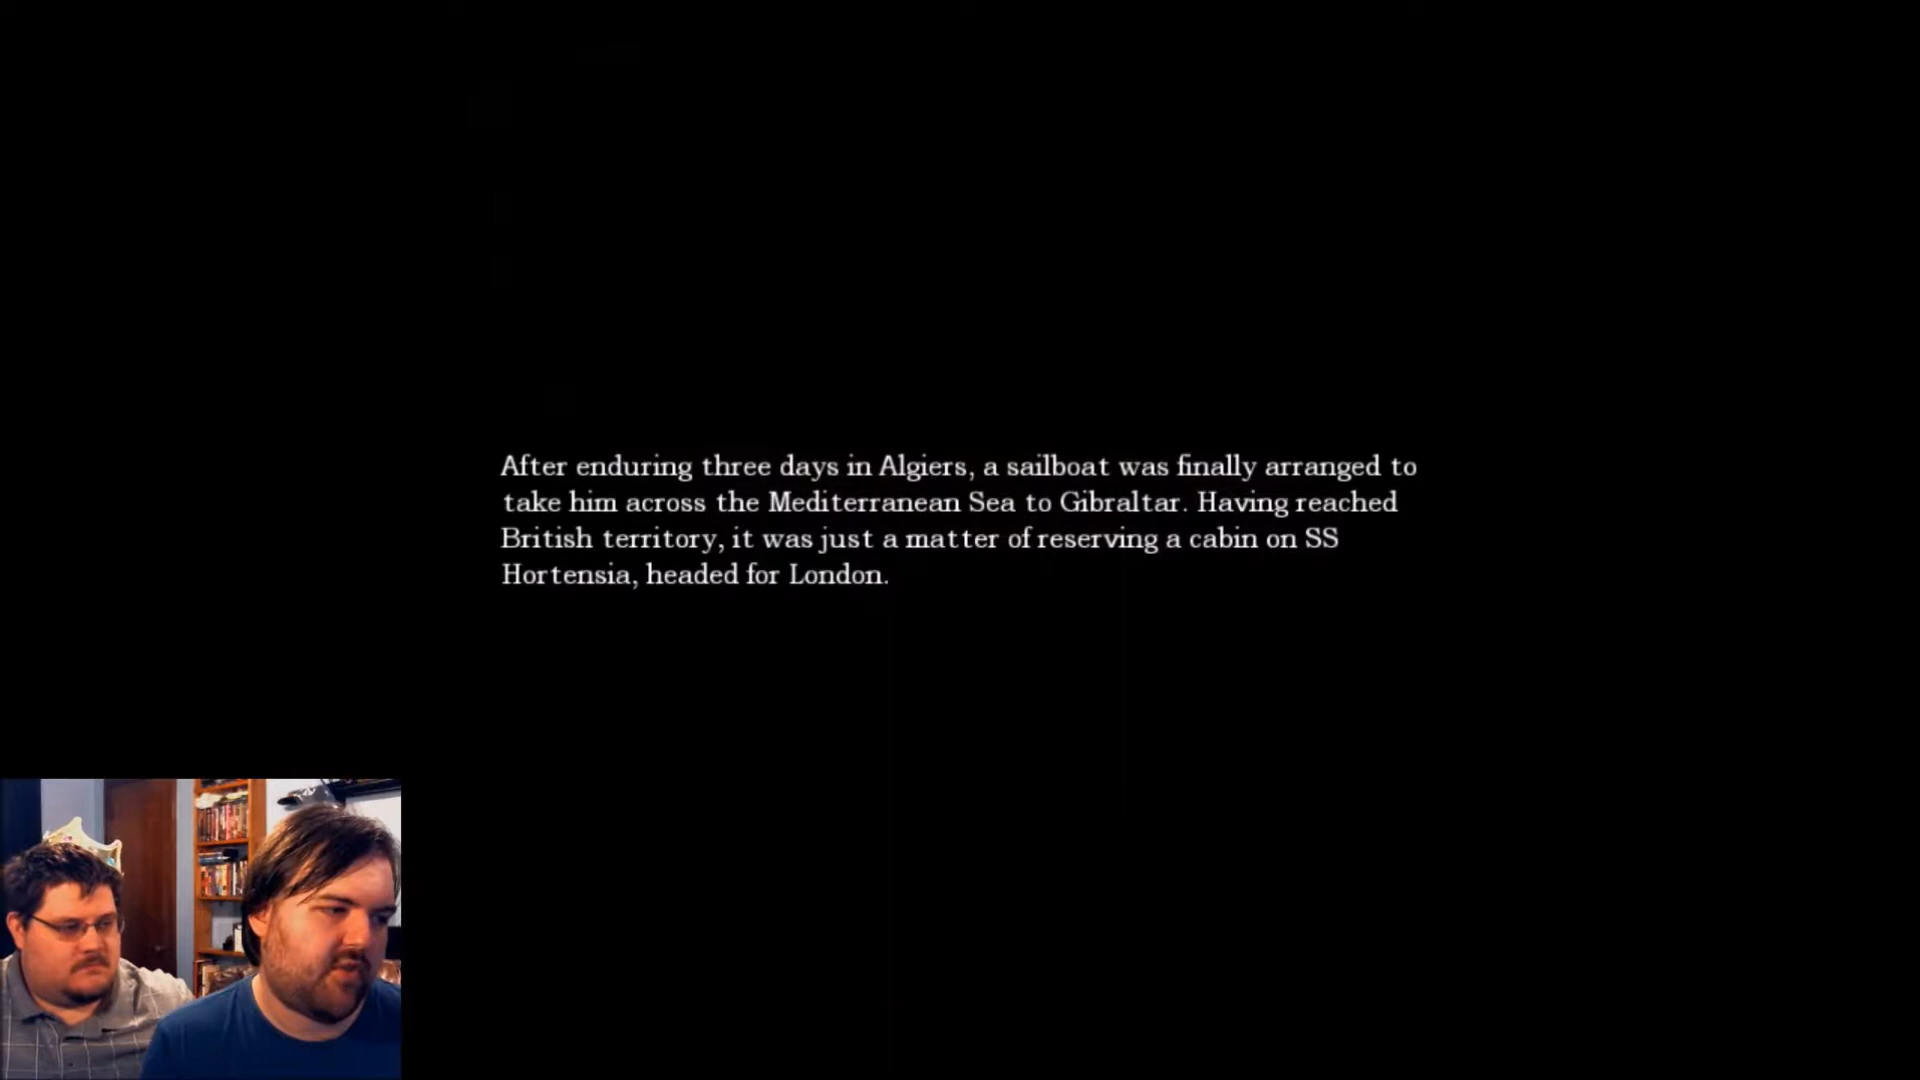 After enduring three days in Algiers, a sailboat was finally arranged to
take him across the Mediterranean Sea to Gibraltar. Having reached
British territory, it was just a matter of reserving a cabin on SS
Hortensia, headed for London.